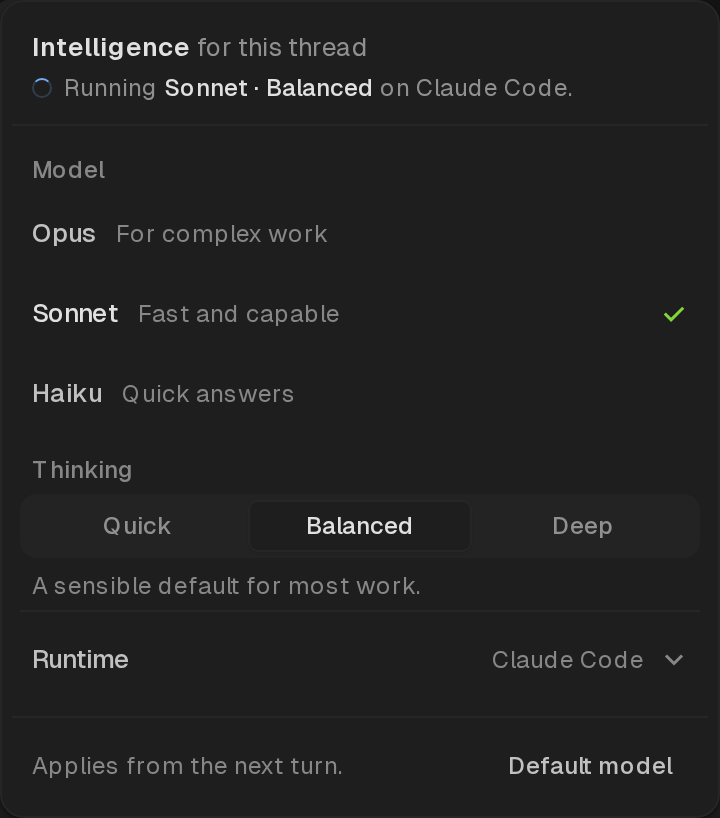 Intelligence for this thread
Running Sonnet · Balanced on Claude Code.
Model
Opus For complex work
Sonnet Fast and capable
Haiku Quick answers
Thinking
Quick Balanced Deep
A sensible default for most work.
Runtime Claude Code
Applies from the next turn. Default model